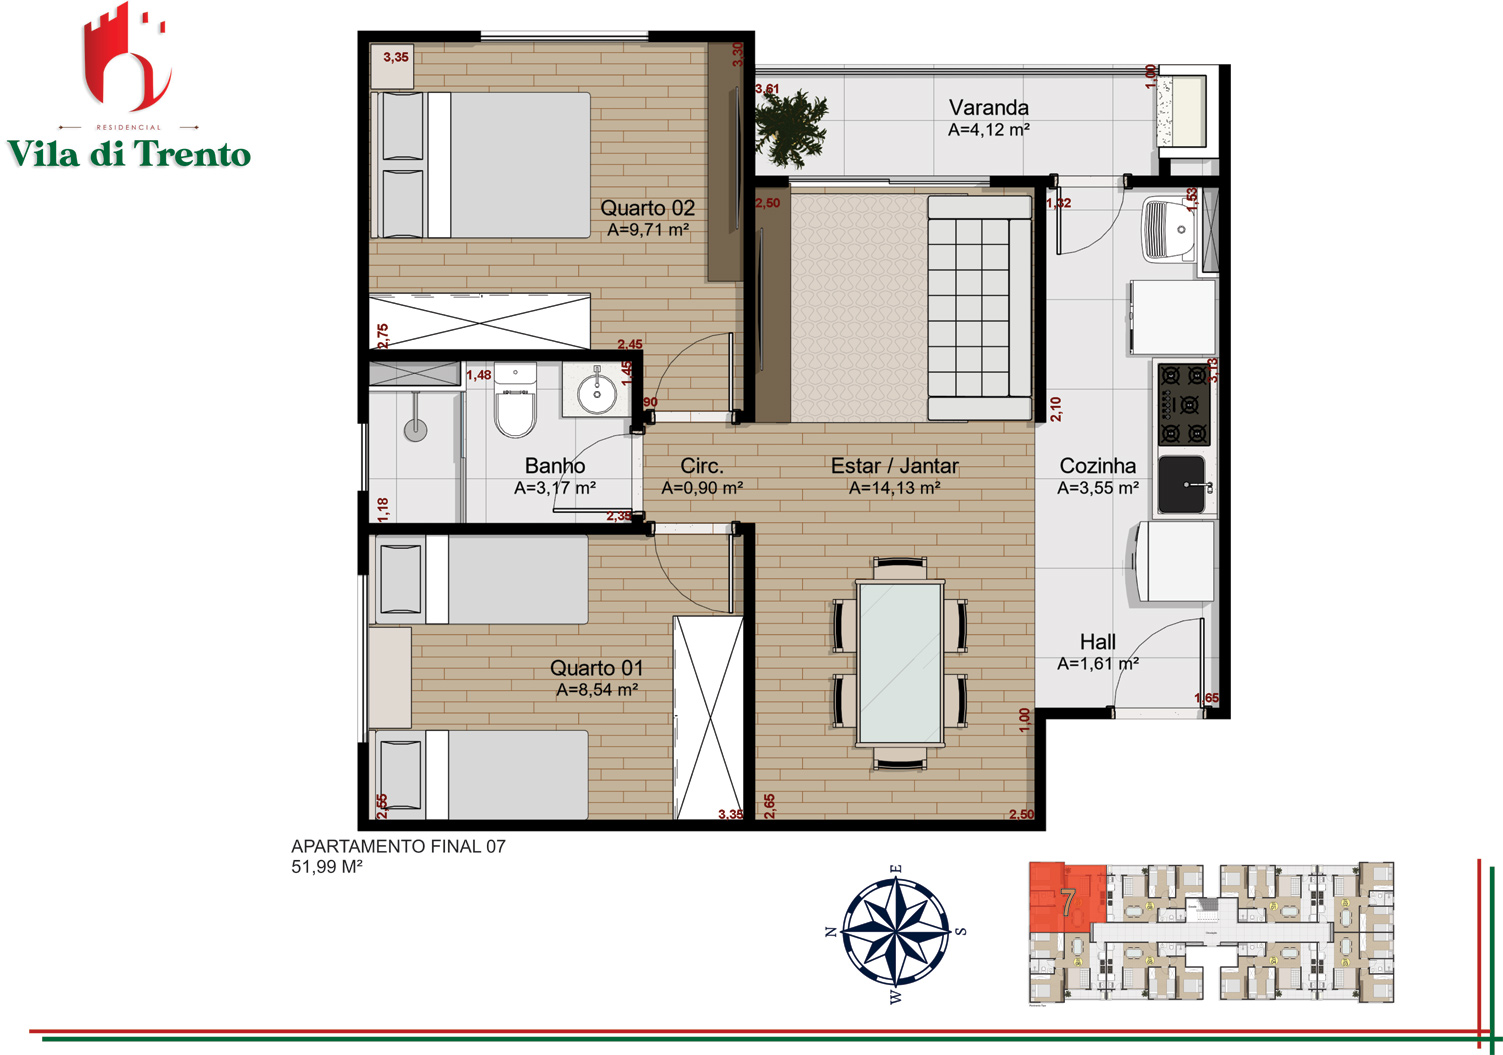 RESIDENCIAL
Vila di Trento
3,35
3,30
Quarto 02
A=9,71 m²
2,75
2,45
3,61
1,00
Varanda
A=4,12 m²
2,50
1,32
1,53
3,13
2,10
1,48
1,45
90
Banho
A=3,17 m²
1,18
2,35
Circ.
A=0,90 m²
Estar / Jantar
A=14,13 m²
Cozinha
A=3,55 m²
Hall
A=1,61 m²
1,65
Quarto 01
A=8,54 m²
2,55
3,35
2,65
1,00
2,50
APARTAMENTO FINAL 07
51,99 M²
E
N
S
W
7